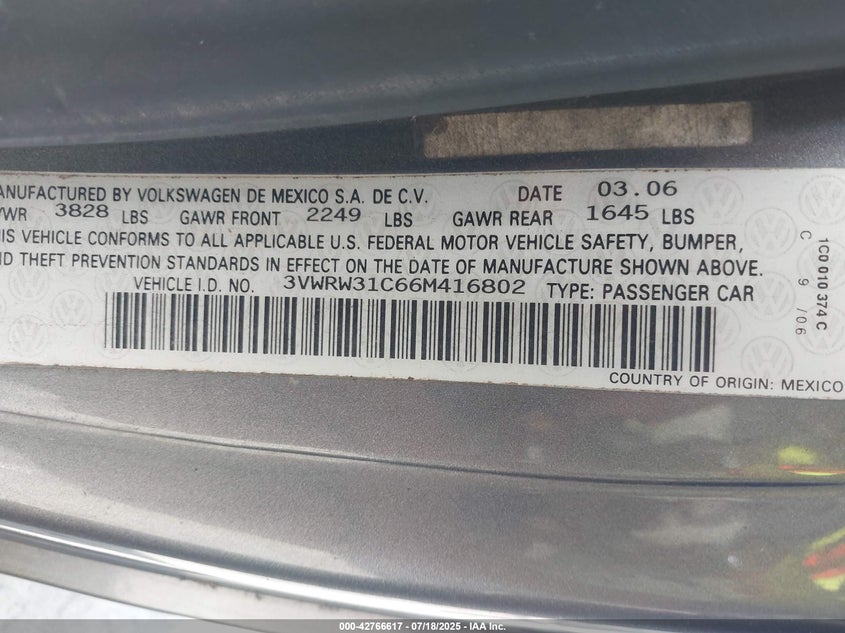 ANUFACTURED BY VOLKSWAGEN DE MEXICO S.A. DE C.V. DATE 03.06
VWR 3828 LBS GAWR FRONT 2249 LBS GAWR REAR 1645 LBS
IS VEHICLE CONFORMS TO ALL APPLICABLE U.S. FEDERAL MOTOR VEHICLE SAFETY, BUMPER,
ND THEFT PREVENTION STANDARDS IN EFFECT ON THE DATE OF MANUFACTURE SHOWN ABOVE.
VEHICLE I.D. NO. 3VWRW31C66M416802 TYPE: PASSENGER CAR
COUNTRY OF ORIGIN: MEXICO
1C0 010 374 C
C 9 /06
000-42766617 - 07/18/2025 - IAA Inc.